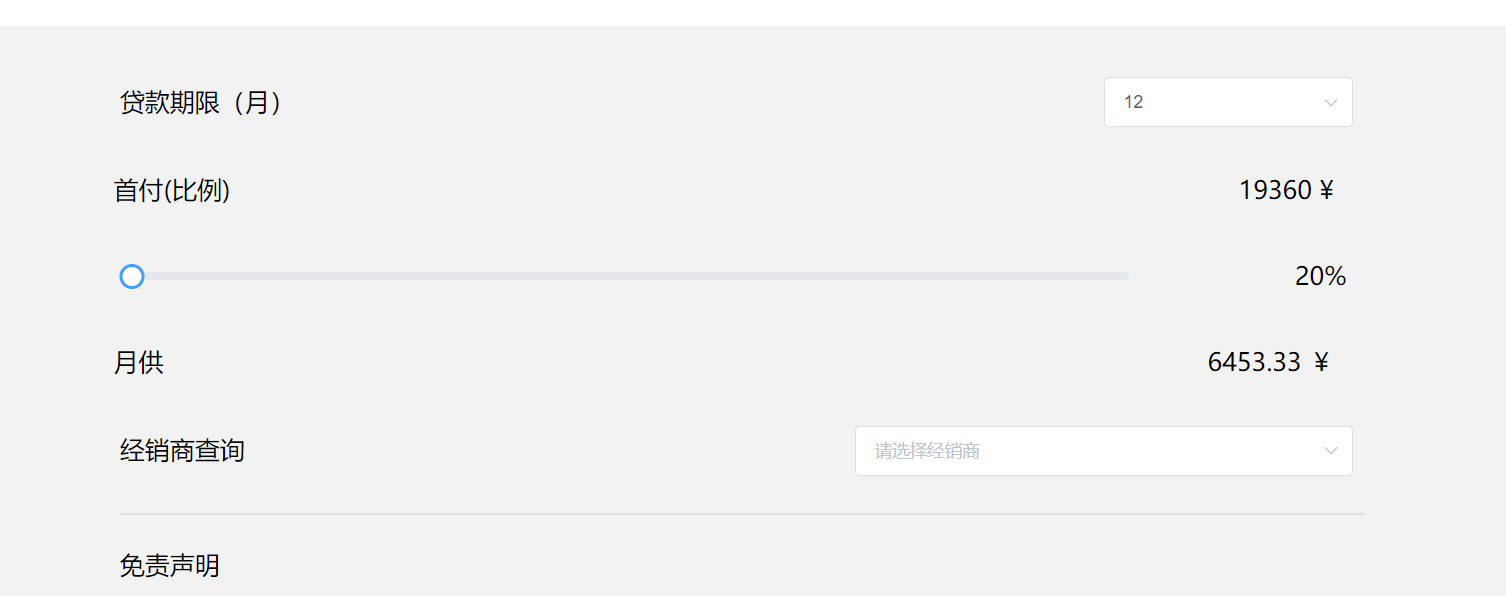 贷款期限（月）
12
首付(比例)
19360 ¥
20%
月供
6453.33 ¥
经销商查询
请选择经销商
免责声明